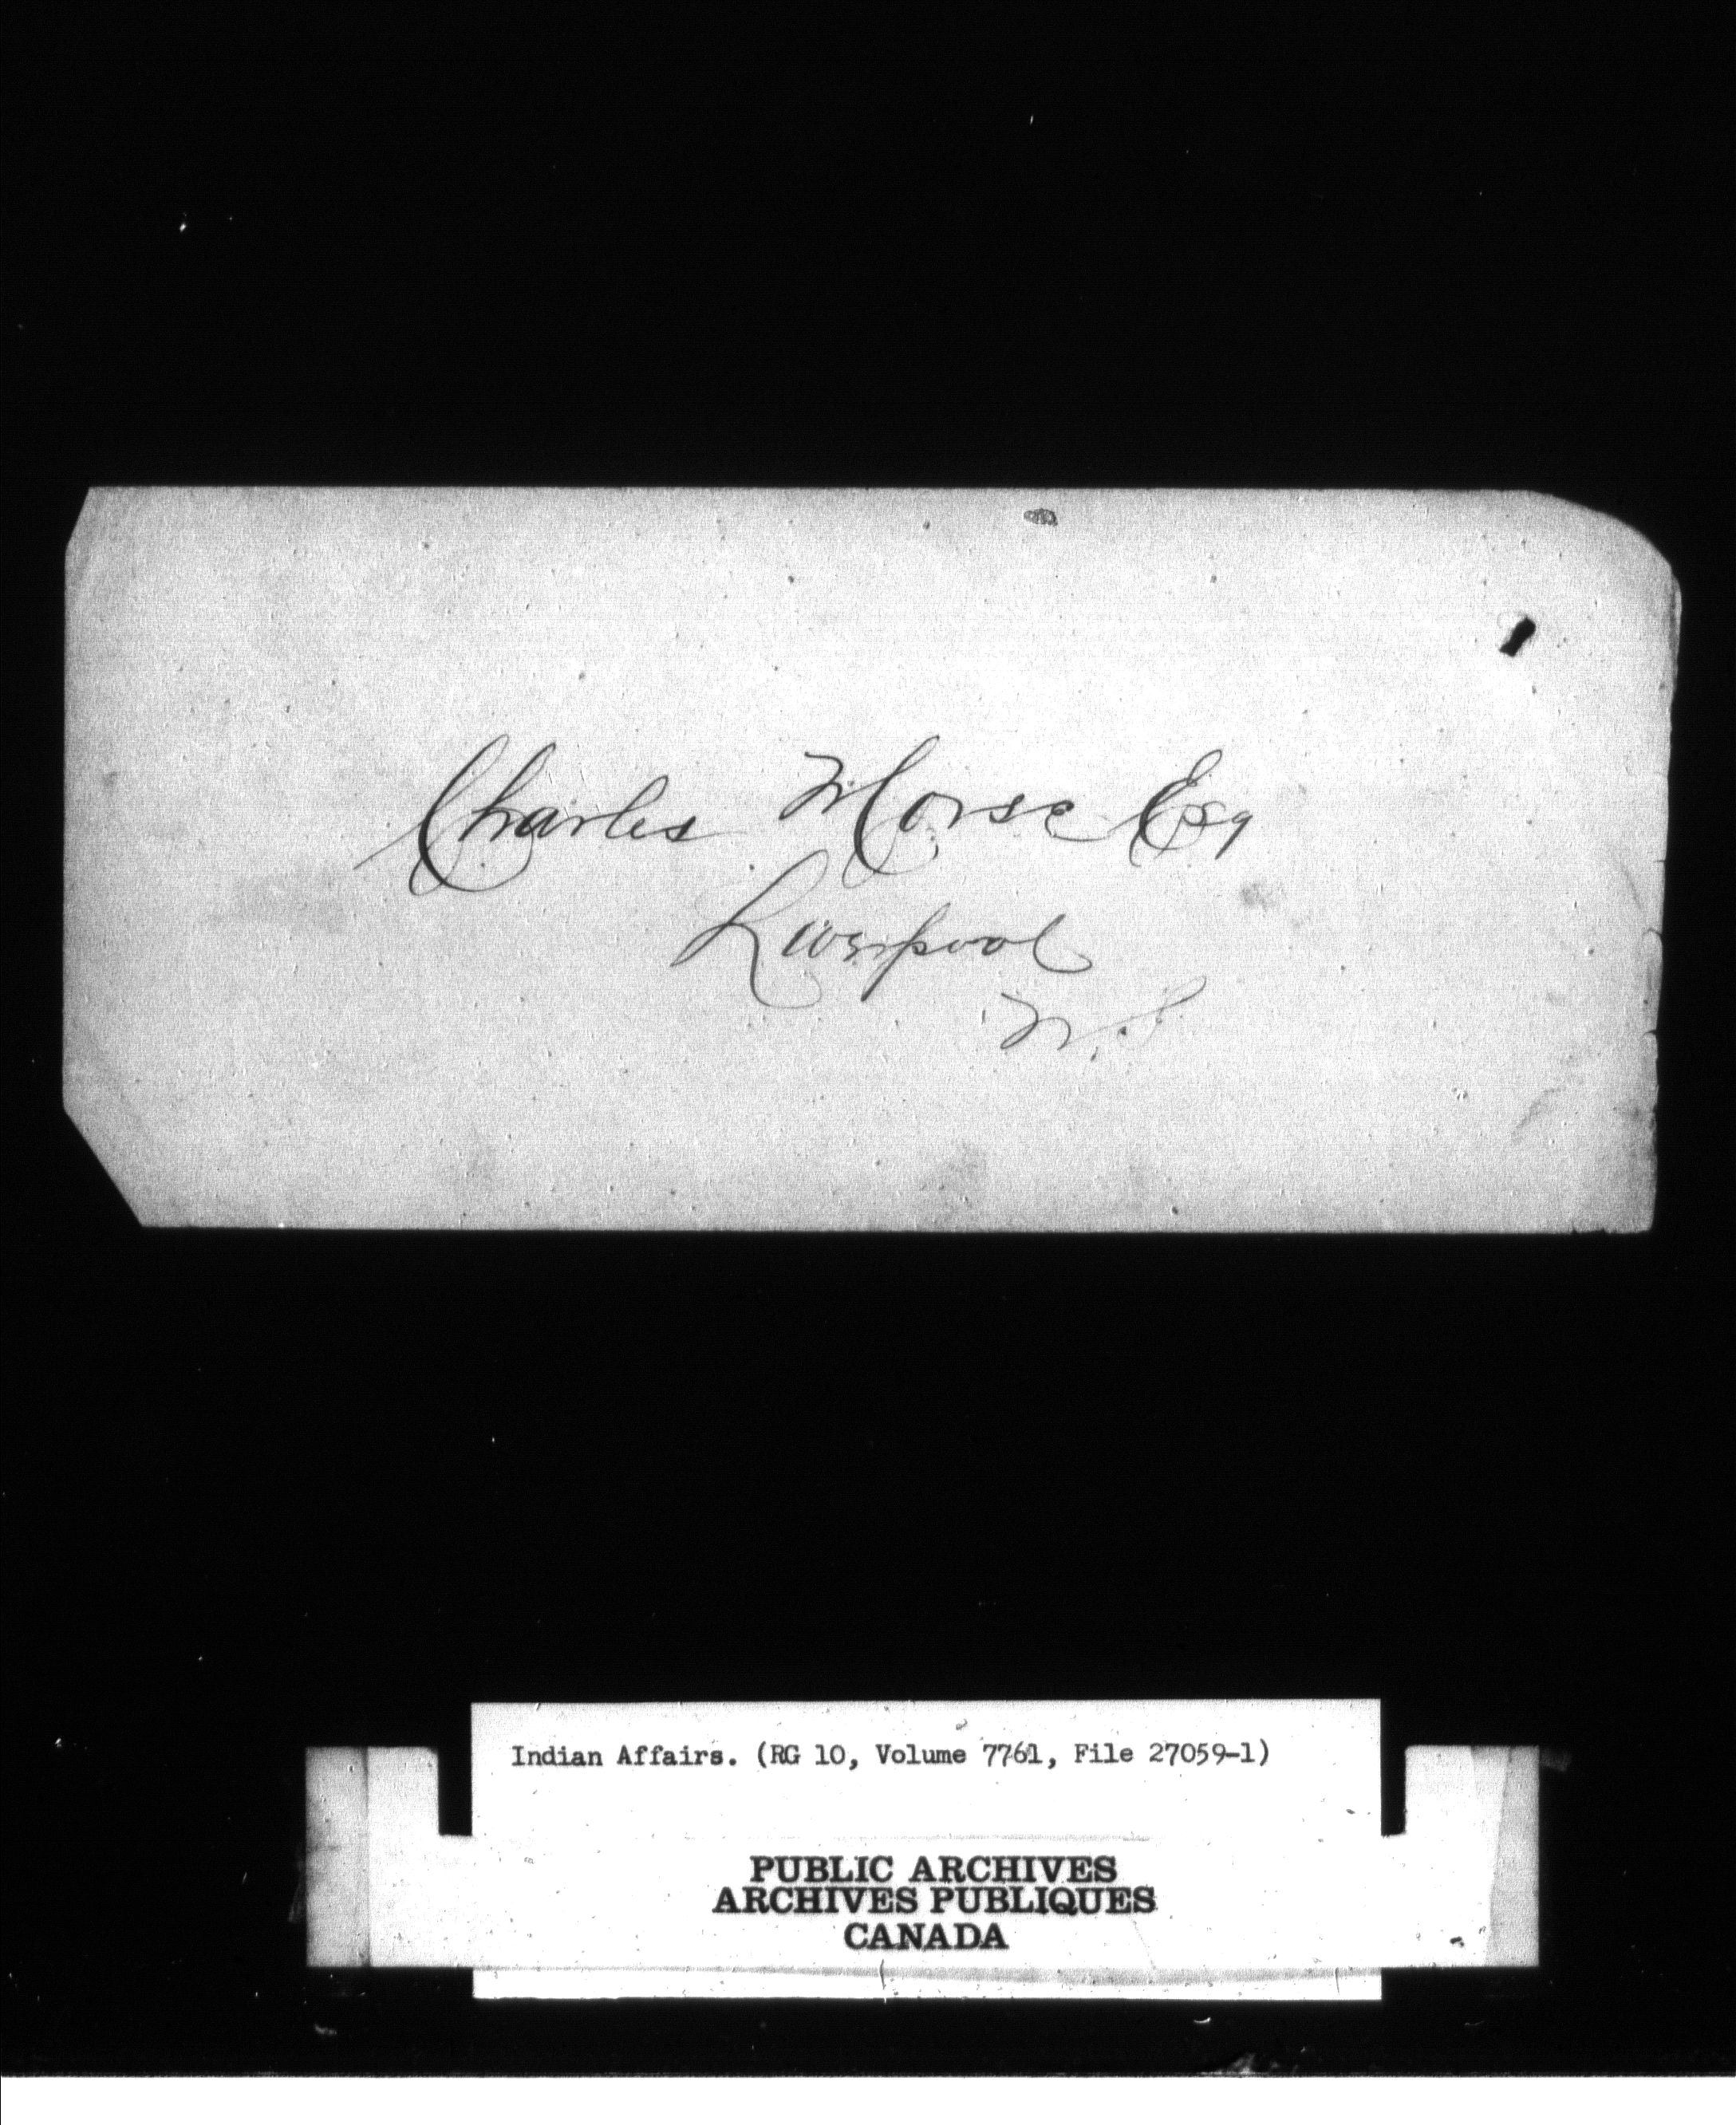 Charles Morse Esq
Liverpool
N.S
Indian Affairs. (RG 10, Volume 7761, File 27059-1)
PUBLIC ARCHIVES
ARCHIVES PUBLIQUES
CANADA